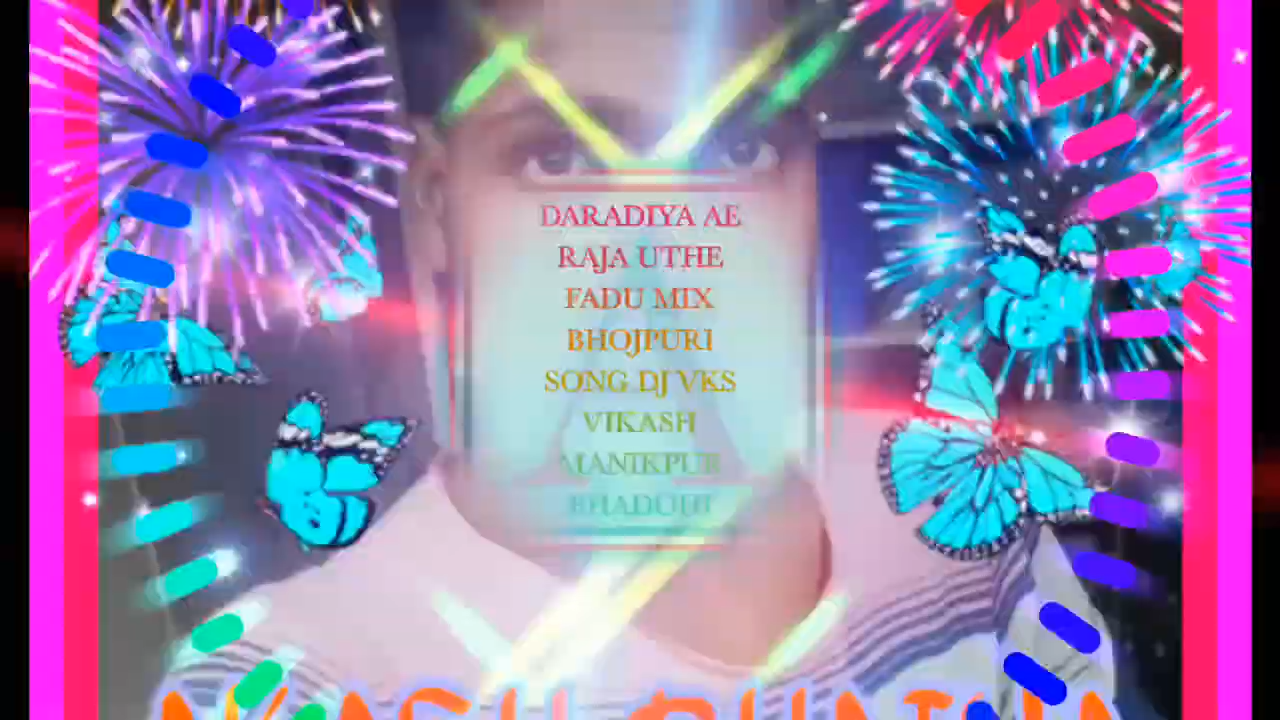 DARADIYA AE
RAJA UTHE
FADU MIX
BHOJPURI
SONG DJ VKS
VIKASH
MANIKPUR
BHADOHI